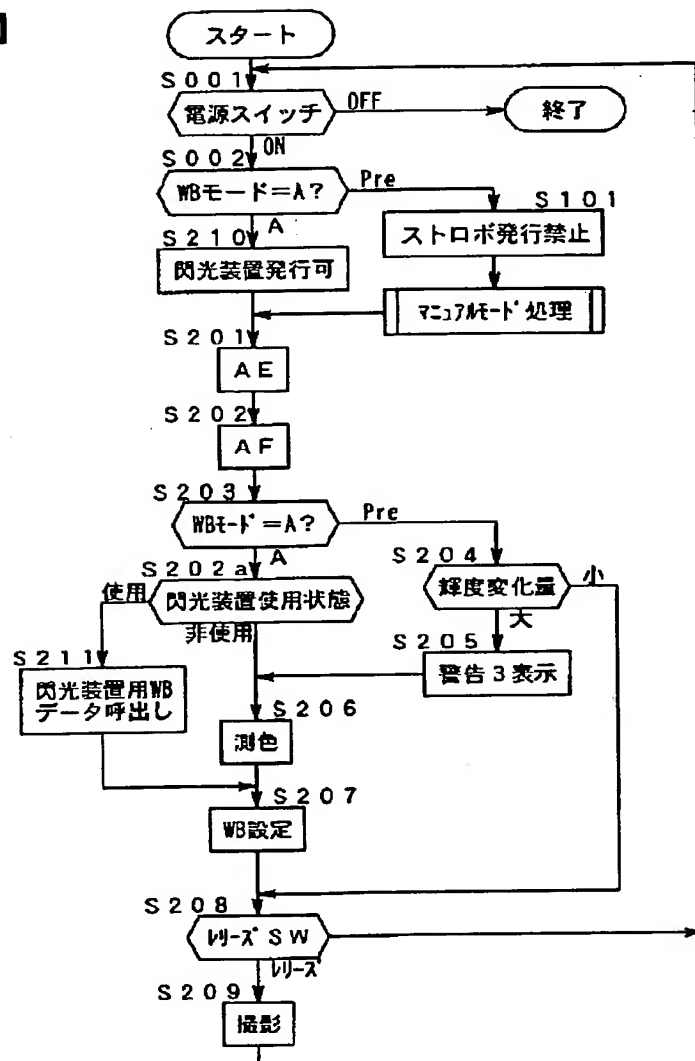 】
スタート
S001
電源スイッチ
OFF
終了
ON
S002
WBモード=A?
Pre
S101
A
ストロボ発行禁止
S210
閃光装置発行可
マニュアルモード処理
S201
AE
S202
AF
S203
WBモード=A?
Pre
A
S204
輝度変化量
小
大
S202a
閃光装置使用状態
使用
非使用
S205
警告3表示
S211
閃光装置用WB
データ呼出し
S206
測色
S207
WB設定
S208
レリーズSW
レリーズ
S209
撮影